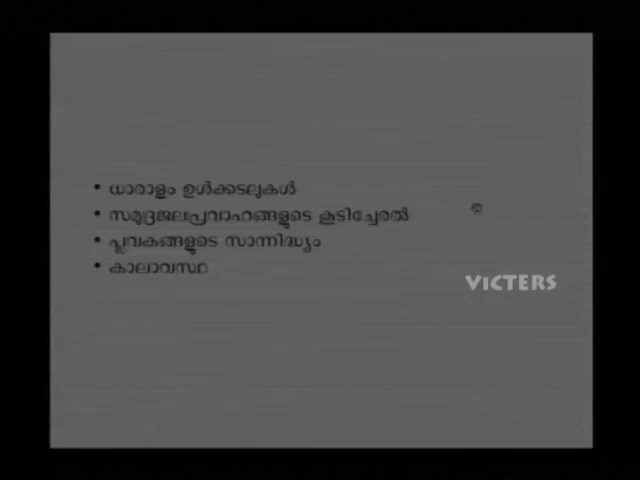 • ധാരാളം ഉൾക്കടലുകൾ
• സമുദ്രജലപ്രവാഹങ്ങളുടെ കൂടിച്ചേരൽ
• പ്ലവകങ്ങളുടെ സാന്നിദ്ധ്യം
• കാലാവസ്ഥ
VICTERS